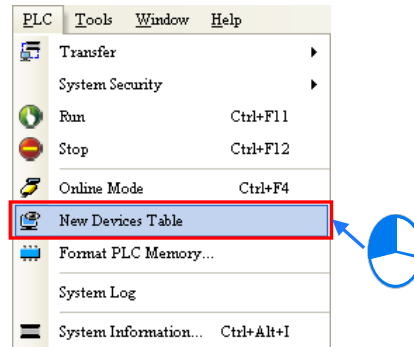 PLC Tools Window Help
Transfer
System Security
Run Ctrl+F11
Stop Ctrl+F12
Online Mode Ctrl+F4
New Devices Table
Format PLC Memory...
System Log
System Information... Ctrl+Alt+I